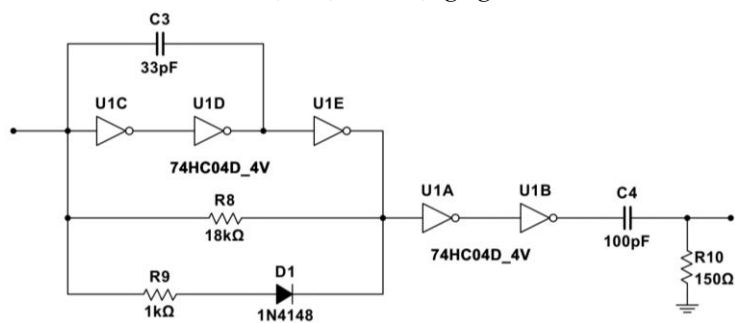 C3
33pF
U1C U1D U1E
74HC04D_4V
R8
18kΩ
U1A U1B C4
100pF
74HC04D_4V
R10
150Ω
R9 D1
1kΩ
1N4148